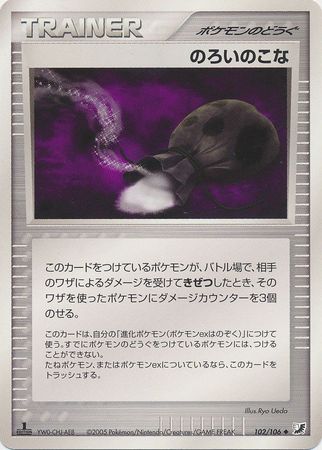 TRAINER
ポケモンのどうぐ
のろいのこな
このカードをつけているポケモンが、バトル場で、相手
のワザによるダメージを受けてきぜつしたとき、その
ワザを使ったポケモンにダメージカウンターを3個
のせる。
このカードは、自分の「進化ポケモン(ポケモンexはのぞく)」につけて
使う。すでにポケモンのどうぐをつけているポケモンには、つける
ことができない。
たねポケモン、またはポケモンexについているなら、このカードを
トラッシュする。
Illus.Ryo Ueda
1
EDITION
YW0-CHJ-AEB
©2005 Pokémon/Nintendo/Creatures/GAME FREAK.
102/106